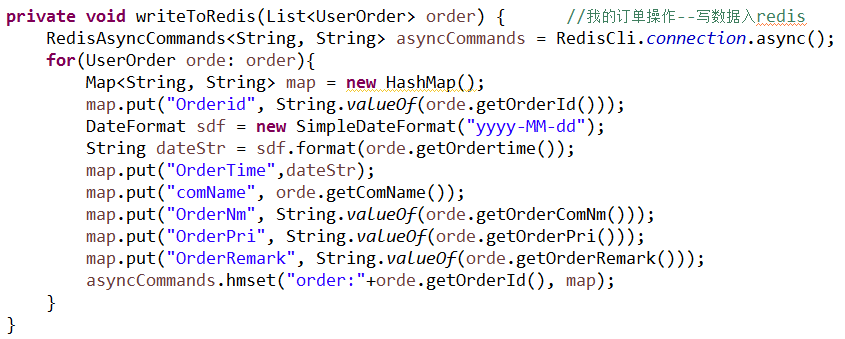 private void writeToRedis(List<UserOrder> order) {      //我的订单操作--写数据入redis
    RedisAsyncCommands<String, String> asyncCommands = RedisCli.connection.async();
    for(UserOrder orde: order){
        Map<String, String> map = new HashMap();
        map.put("Orderid", String.valueOf(orde.getOrderId()));
        DateFormat sdf = new SimpleDateFormat("yyyy-MM-dd");
        String dateStr = sdf.format(orde.getOrdertime());
        map.put("OrderTime",dateStr);
        map.put("comName", orde.getComName());
        map.put("OrderNm", String.valueOf(orde.getOrderComNm()));
        map.put("OrderPri", String.valueOf(orde.getOrderPri()));
        map.put("OrderRemark", String.valueOf(orde.getOrderRemark()));
        asyncCommands.hmset("order:"+orde.getOrderId(), map);
    }
}